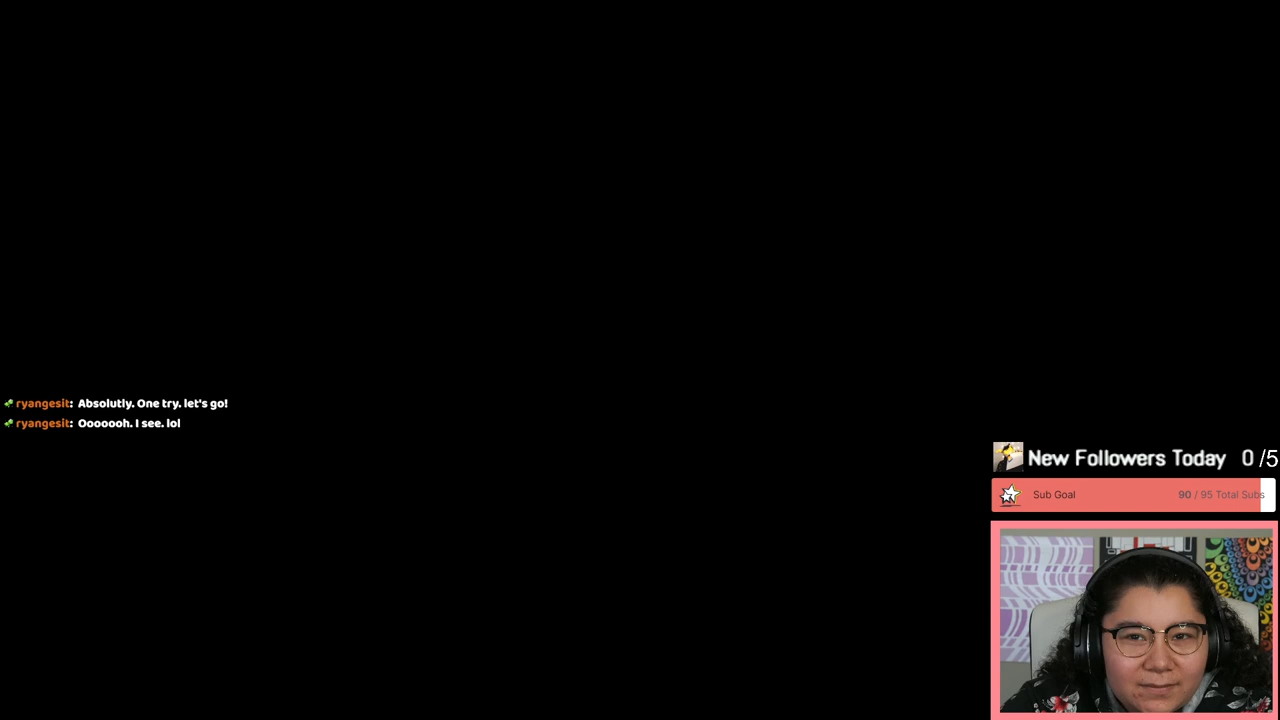 ryangesit: Absolutly. One try. let's go!
ryangesit: Ooooooh. I see. lol
New Followers Today 0 /5
Sub Goal 90 / 95 Total Subs